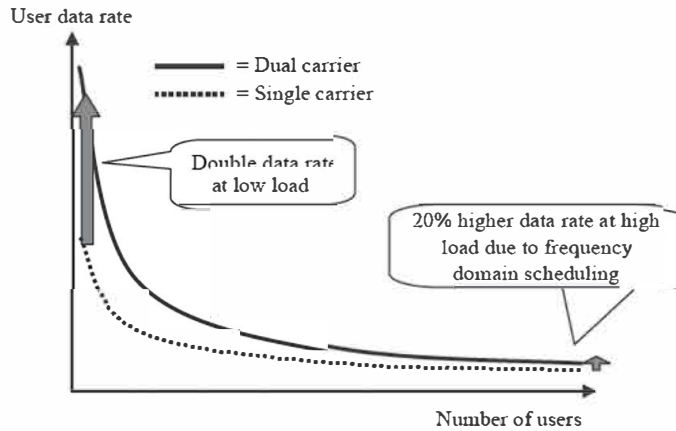 User data rate
= Dual carrier
= Single carrier
Double data rate
at low load
20% higher data rate at high
load due to frequency
domain scheduling
Number of users